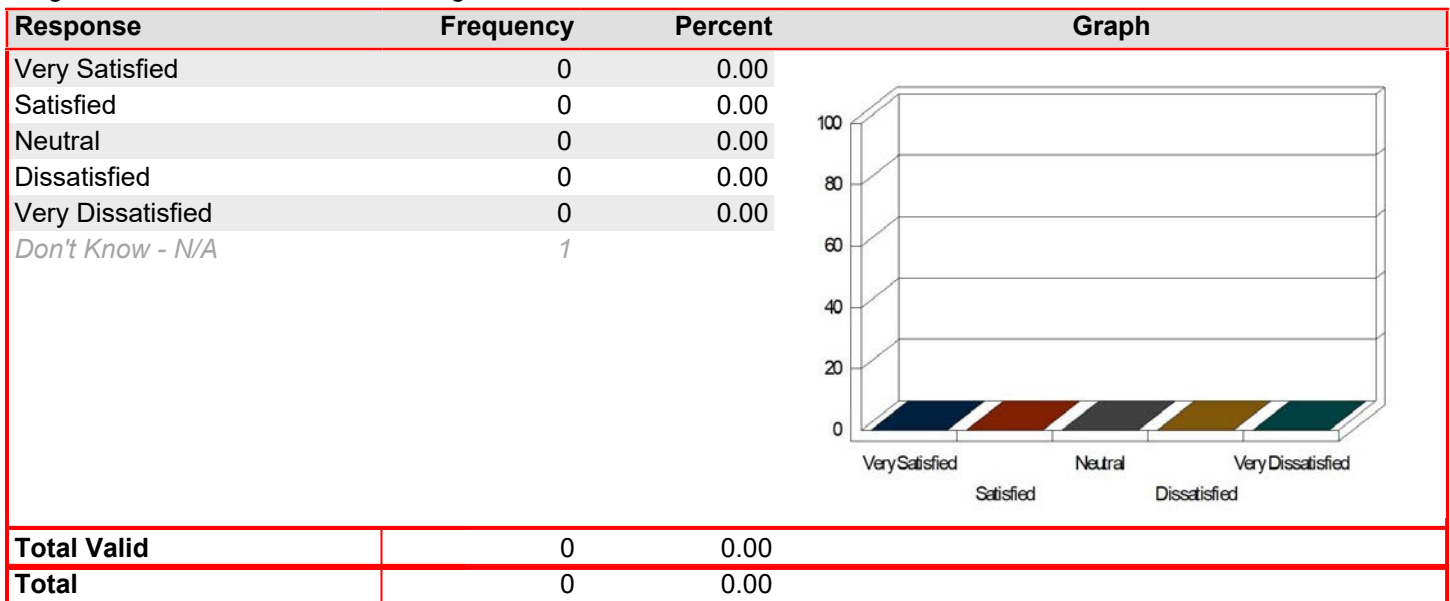 Response Frequency Percent Graph
Very Satisfied 0 0.00
Satisfied 0 0.00
Neutral 0 0.00
Dissatisfied 0 0.00
Very Dissatisfied 0 0.00
Don't Know - N/A 1
100
80
60
40
20
0
Very Satisfied Neutral Very Dissatisfied
Satisfied Dissatisfied
Total Valid 0 0.00
Total 0 0.00